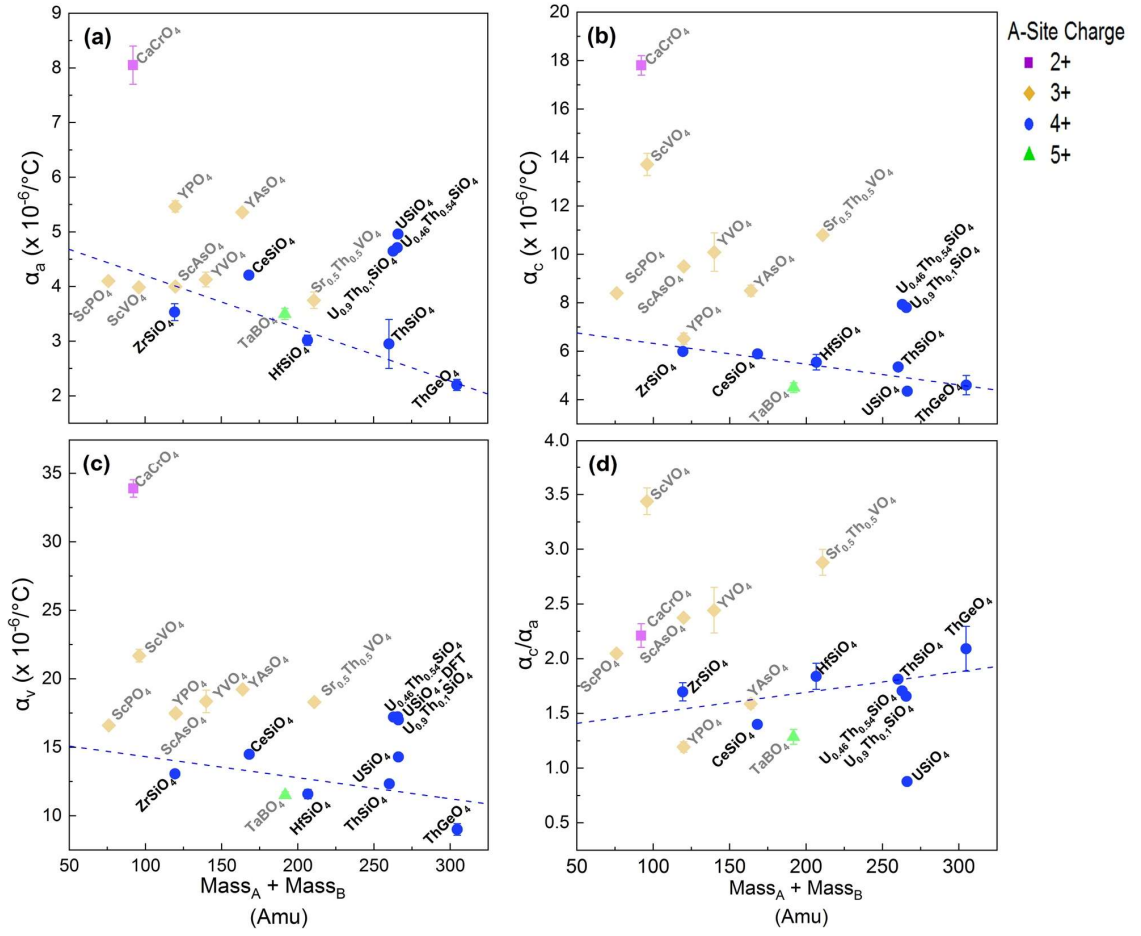 (a)
9
8
7
6
5
4
3
2
αa (x 10-6/°C)
CaCrO4
YPO4
YAsO4
USiO4
U0.46Th0.54SiO4
CeSiO4
ScAsO4
YVO4
Sr0.5Th0.5VO4
U0.9Th0.1SiO4
ScPO4
ScVO4
TaBO4
ZrSiO4
HfSiO4
ThSiO4
ThGeO4
(b)
20
18
16
14
12
10
8
6
4
αc (x 10-6/°C)
CaCrO4
ScVO4
Sr0.5Th0.5VO4
YVO4
ScPO4
ScAsO4
YAsO4
U0.46Th0.54SiO4
U0.9Th0.1SiO4
YPO4
HfSiO4
ThSiO4
ZrSiO4
CeSiO4
TaBO4
USiO4
ThGeO4
A-Site Charge
2+
3+
4+
5+
(c)
35
30
25
20
15
10
αv (x 10-6/°C)
CaCrO4
ScVO4
ScPO4
YPO4
YVO4
YAsO4
Sr0.5Th0.5VO4
U0.46Th0.54SiO4
USiO4 - DFT
U0.9Th0.1SiO4
ScAsO4
CeSiO4
USiO4
ZrSiO4
TaBO4
HfSiO4
ThSiO4
ThGeO4
50 100 150 200 250 300
MassA + MassB
(Amu)
(d)
4.0
3.5
3.0
2.5
2.0
1.5
1.0
0.5
αc/αa
ScVO4
Sr0.5Th0.5VO4
YVO4
CaCrO4
ScAsO4
ScPO4
ThGeO4
HfSiO4
ThSiO4
ZrSiO4
YAsO4
YPO4
CeSiO4
TaBO4
U0.46Th0.54SiO4
U0.9Th0.1SiO4
USiO4
50 100 150 200 250 300
MassA + MassB
(Amu)